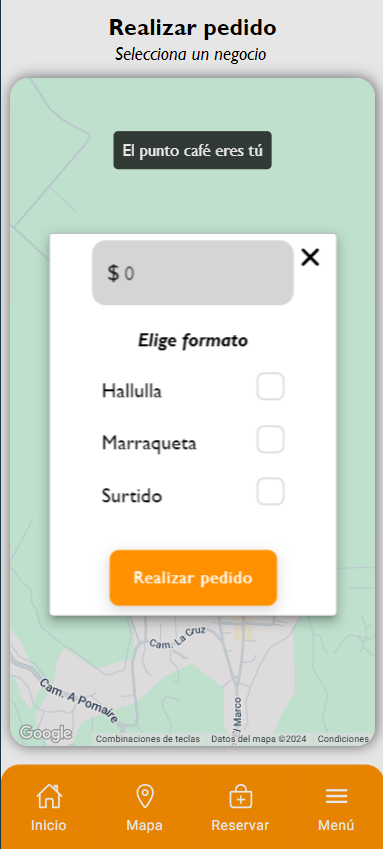 Realizar pedido
Selecciona un negocio
El punto café eres tú
$ 0
Elige formato
Hallulla
Marraqueta
Surtido
Realizar pedido
Cam. La Cruz
Cam. A Pomaire
El Marco
Google
Combinaciones de teclas Datos del mapa ©2024 Condiciones
Inicio Mapa Reservar Menú